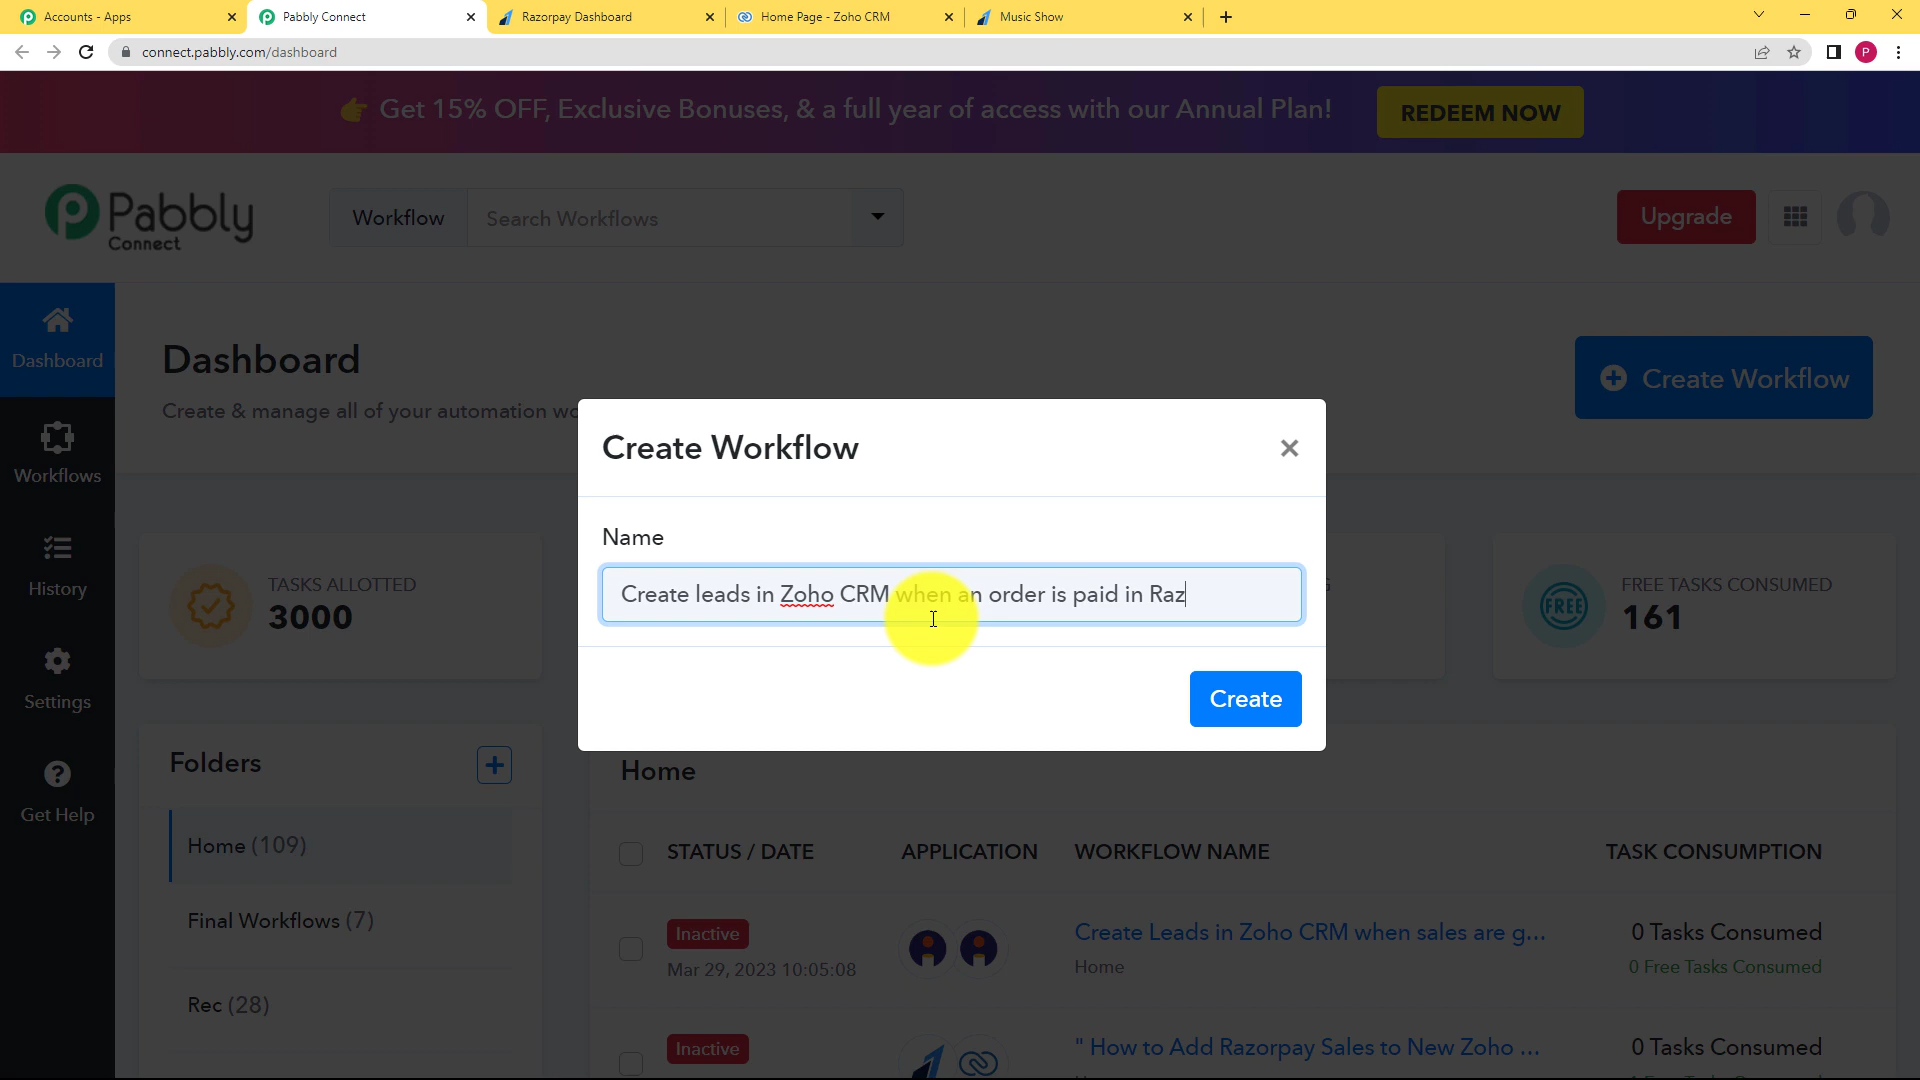 Accounts - Apps
Pabbly Connect
Razorpay Dashboard
Home Page - Zoho CRM
Music Show
connect.pabbly.com/dashboard
P
Get 15% OFF, Exclusive Bonuses, & a full year of access with our Annual Plan!
REDEEM NOW
Pabbly
Connect
Workflow
Search Workflows
Upgrade
Dashboard
Workflows
History
Settings
Get Help
Dashboard
Create & manage all of your automation wo
Create Workflow
Create Workflow
Name
Create leads in Zoho CRM when an order is paid in Raz
Create
TASKS ALLOTTED
3000
FREE
FREE TASKS CONSUMED
161
Folders
Home (109)
Final Workflows (7)
Rec (28)
Home
STATUS / DATE APPLICATION WORKFLOW NAME TASK CONSUMPTION
Inactive
Mar 29, 2023 10:05:08
Create Leads in Zoho CRM when sales are g...
Home
0 Tasks Consumed
0 Free Tasks Consumed
Inactive
" How to Add Razorpay Sales to New Zoho ...
0 Tasks Consumed